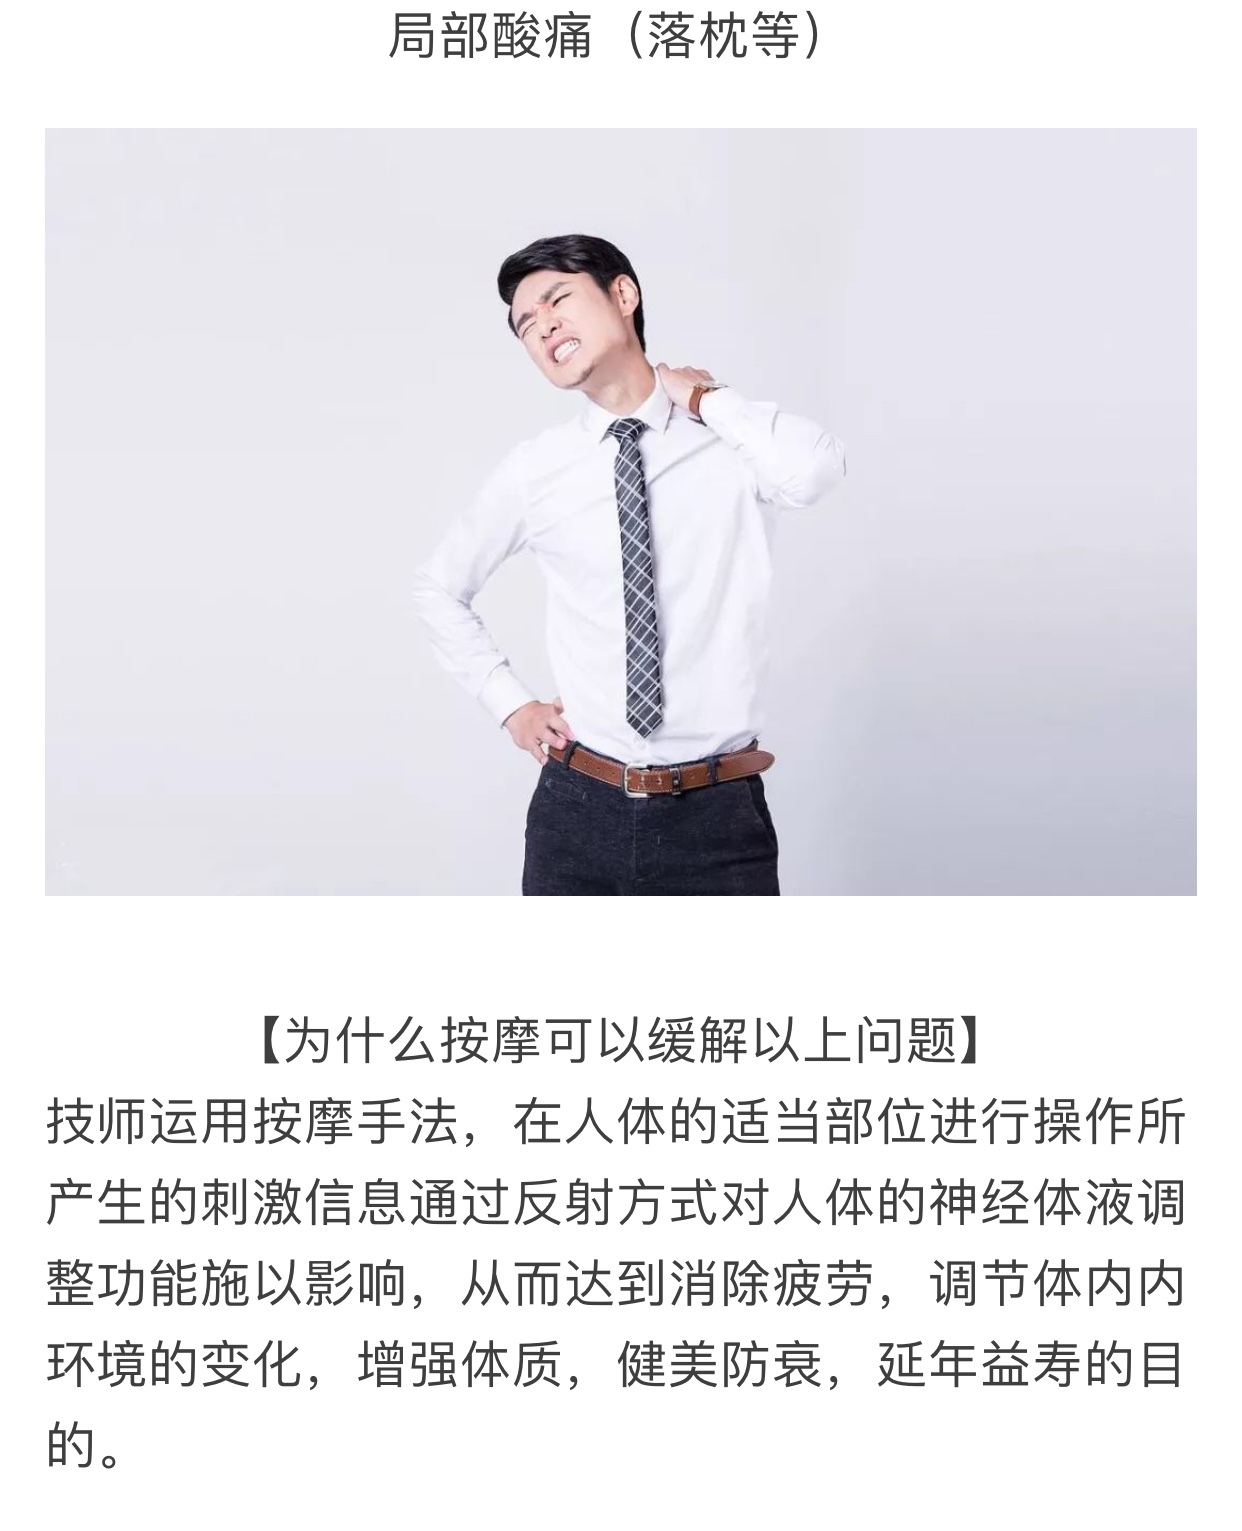 局部酸痛（落枕等）
【为什么按摩可以缓解以上问题】
技师运用按摩手法，在人体的适当部位进行操作所
产生的刺激信息通过反射方式对人体的神经体液调
整功能施以影响，从而达到消除疲劳，调节体内内
环境的变化，增强体质，健美防衰，延年益寿的目
的。